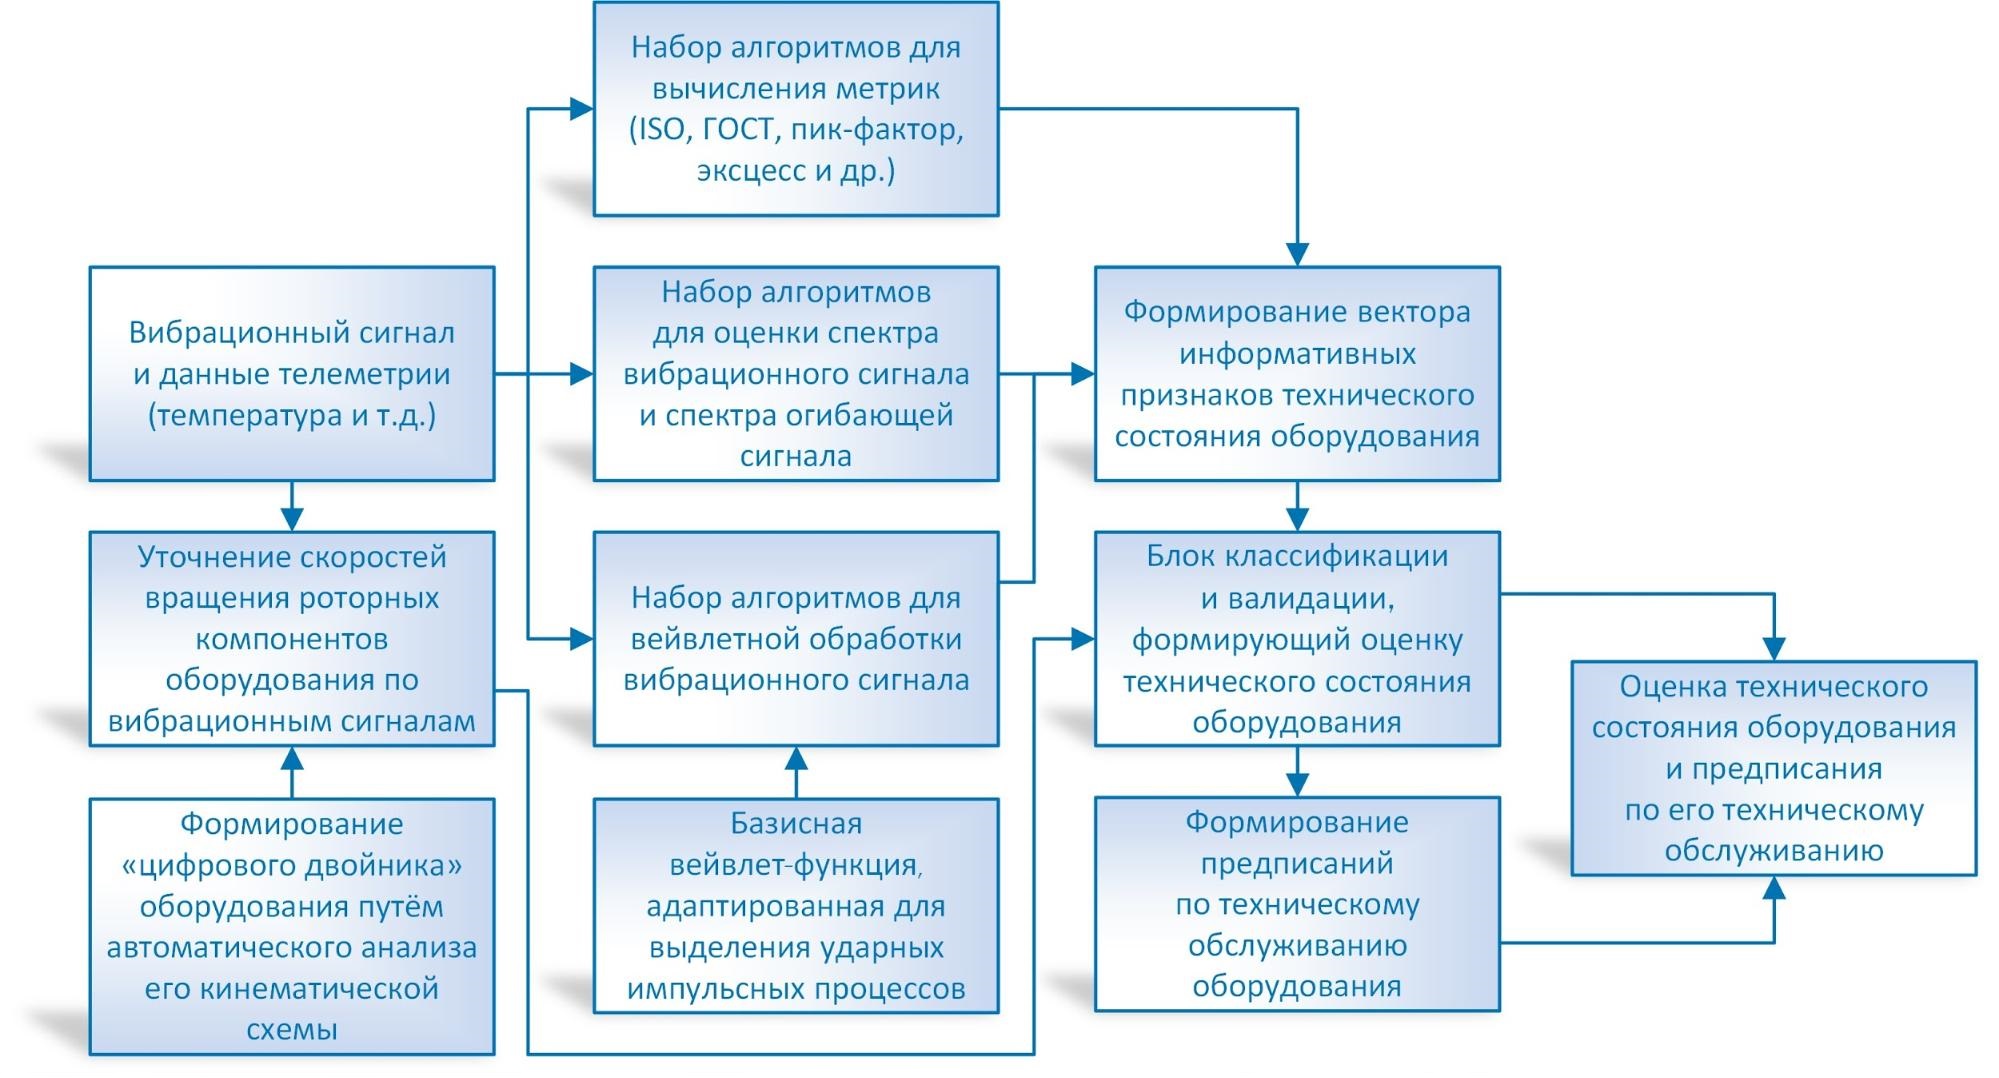 Набор алгоритмов для
вычисления метрик
(ISO, ГОСТ, пик-фактор,
эксцесс и др.)
Вибрационный сигнал
и данные телеметрии
(температура и т.д.)
Набор алгоритмов
для оценки спектра
вибрационного сигнала
и спектра огибающей
сигнала
Формирование вектора
информативных
признаков технического
состояния оборудования
Уточнение скоростей
вращения роторных
компонентов
оборудования по
вибрационным сигналам
Набор алгоритмов для
вейвлетной обработки
вибрационного сигнала
Блок классификации
и валидации,
формирующий оценку
технического состояния
оборудования
Оценка технического
состояния оборудования
и предписания
по его техническому
обслуживанию
Формирование
«цифрового двойника»
оборудования путём
автоматического анализа
его кинематической
схемы
Базисная
вейвлет-функция,
адаптированная для
выделения ударных
импульсных процессов
Формирование
предписаний
по техническому
обслуживанию
оборудования